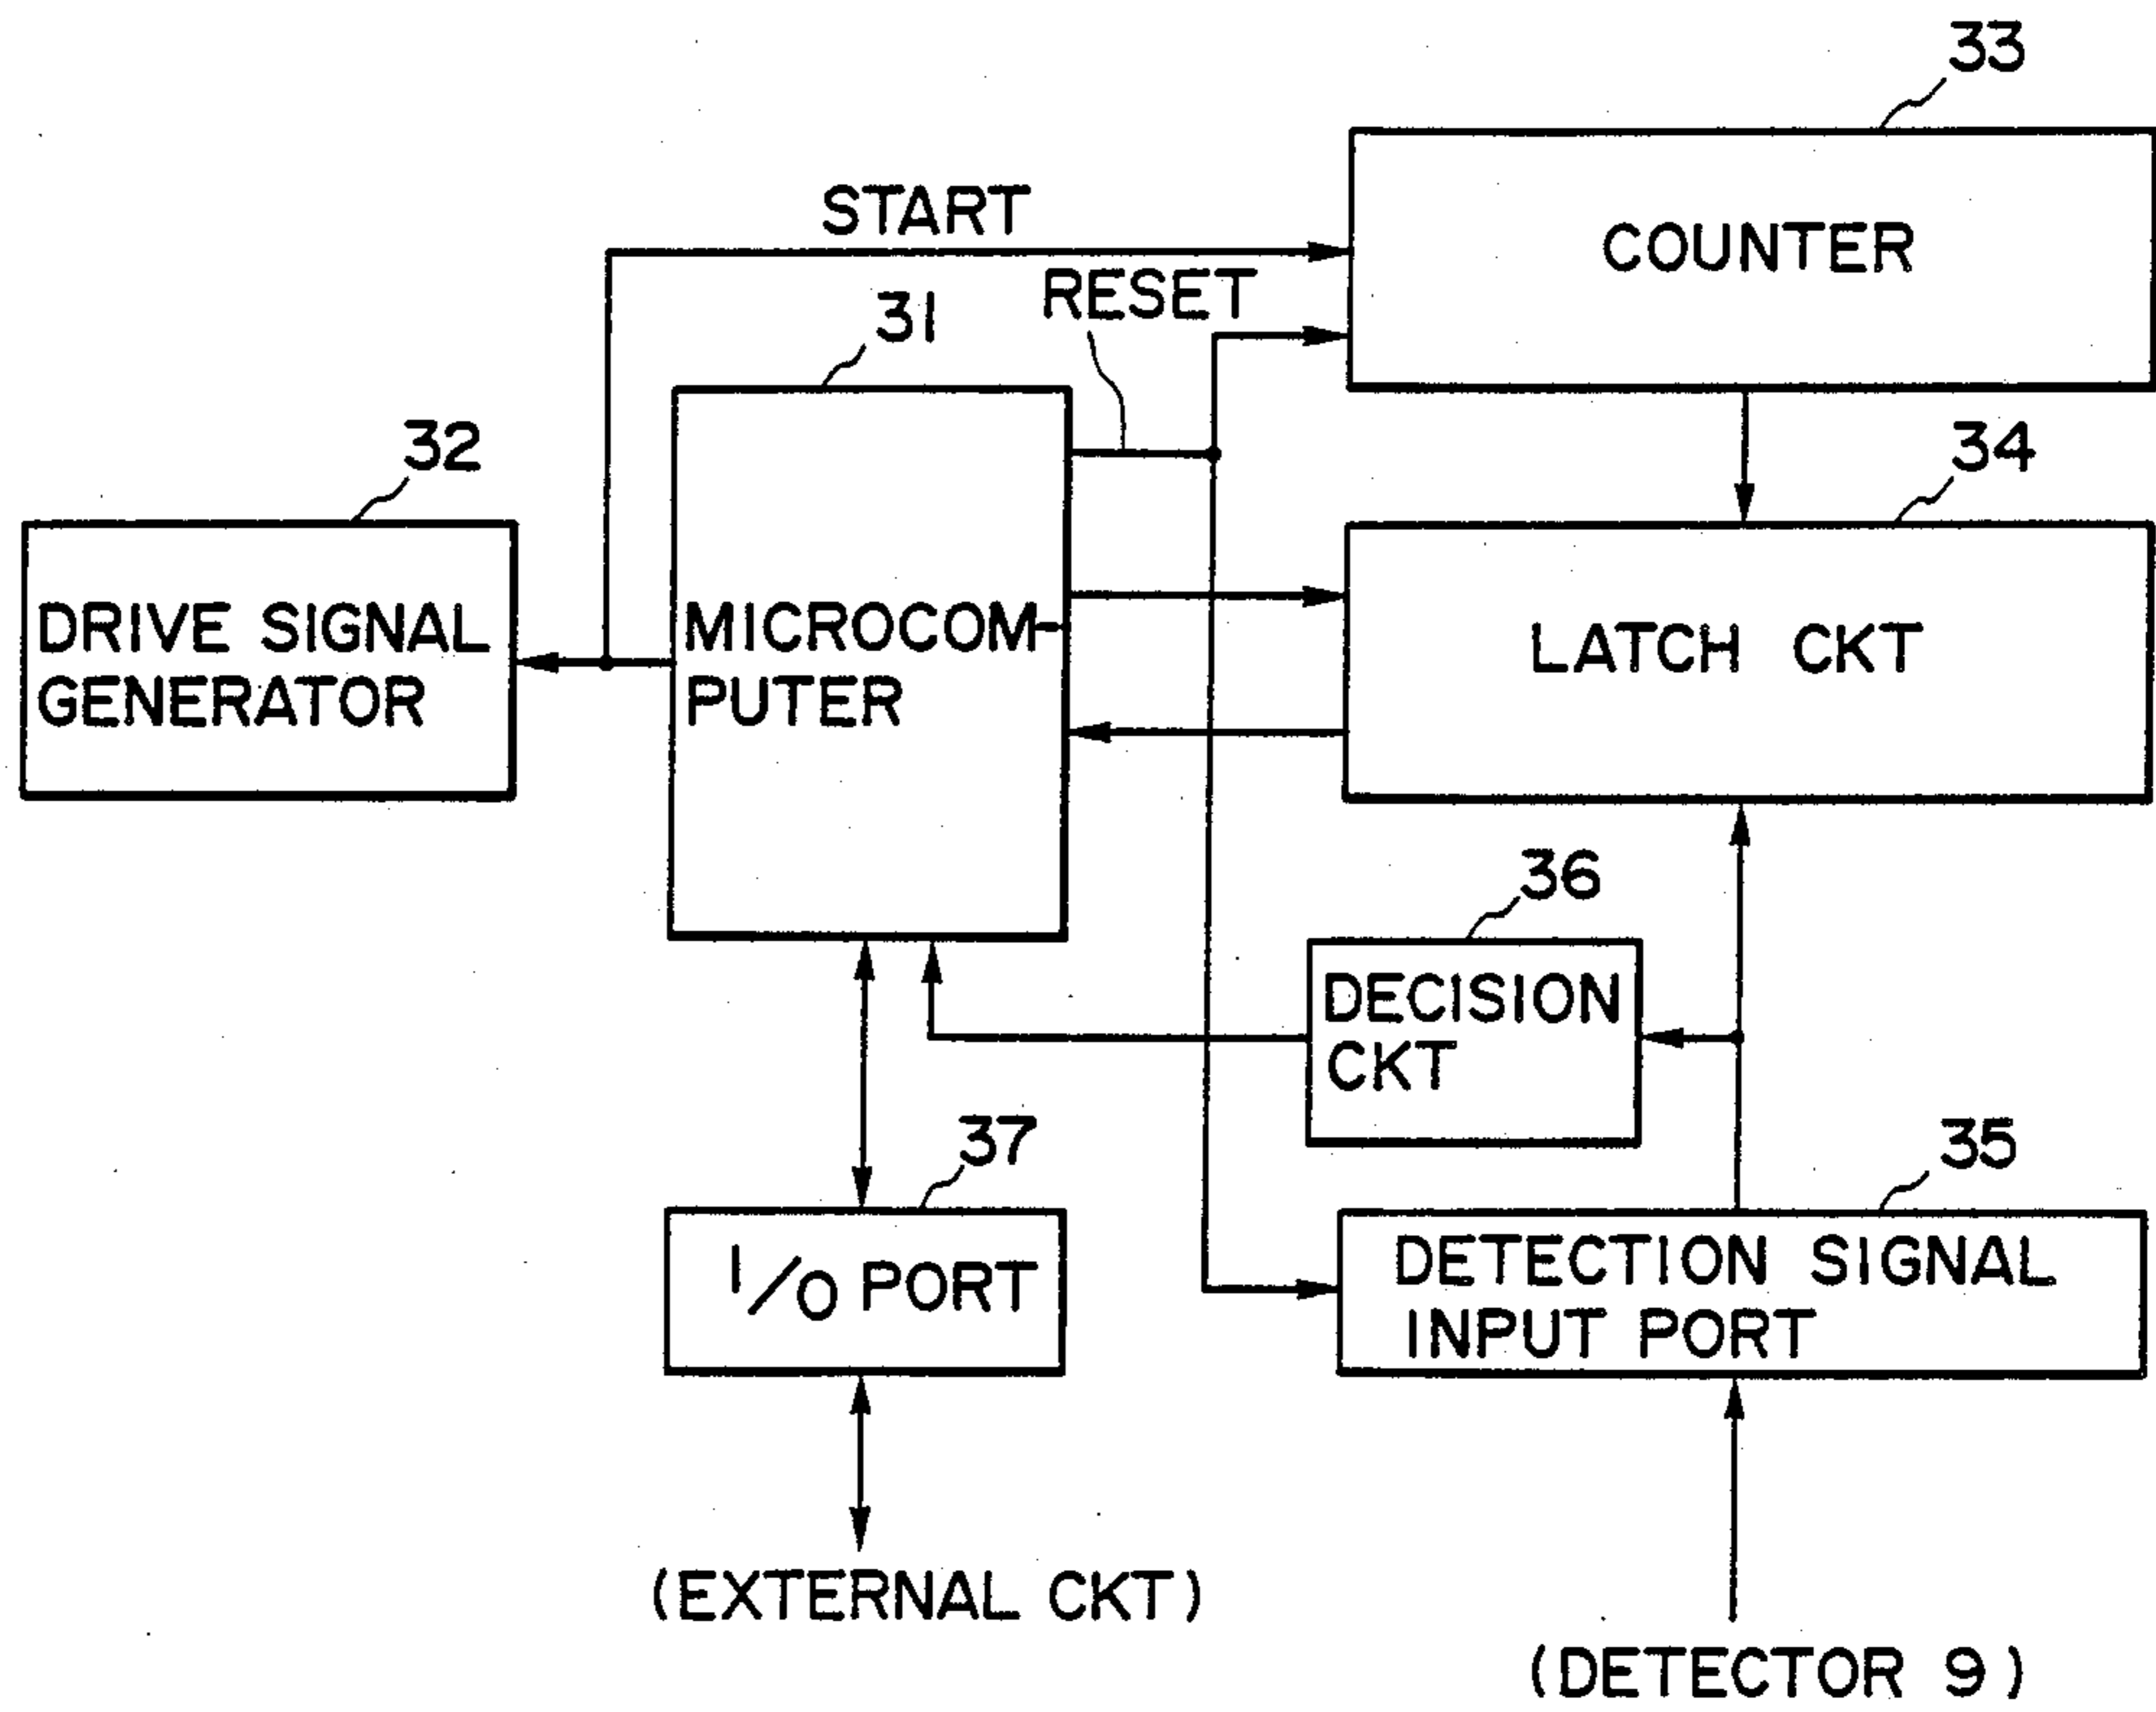 33
START
COUNTER
RESET
31
32
34
DRIVE SIGNAL
GENERATOR
MICROCOM-
PUTER
LATCH CKT
36
DECISION
CKT
37
35
I/O PORT
DETECTION SIGNAL
INPUT PORT
(EXTERNAL CKT)
(DETECTOR 9)